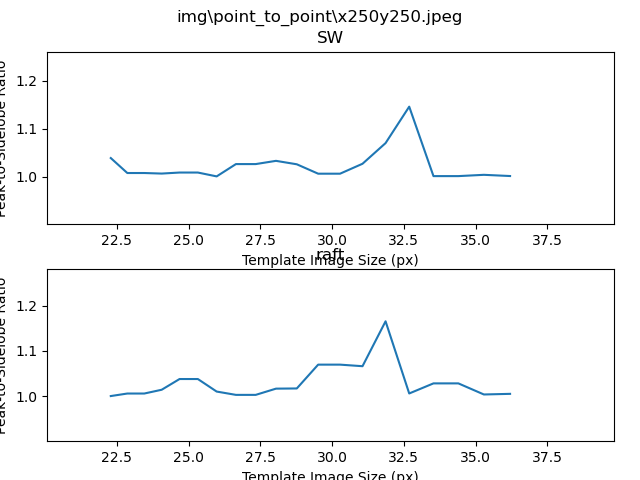 img\point_to_point\x250y250.jpeg
SW
Peak-to-Sidelobe Ratio
1.2
1.1
1.0
22.5 25.0 27.5 30.0 32.5 35.0 37.5
Template Image Size (px)
raft
Peak-to-Sidelobe Ratio
1.2
1.1
1.0
22.5 25.0 27.5 30.0 32.5 35.0 37.5
Template Image Size (px)